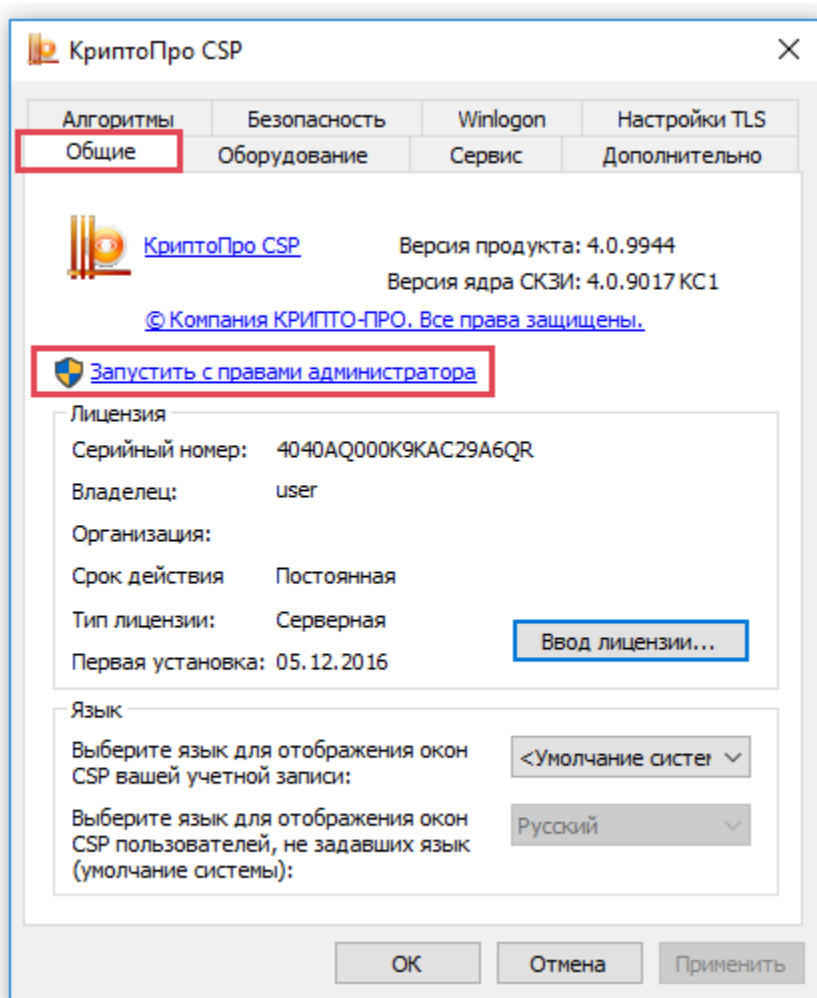 КриптоПро CSP
Алгоритмы Безопасность Winlogon Настройки TLS
Общие Оборудование Сервис Дополнительно
КриптоПро CSP Версия продукта: 4.0.9944
Версия ядра СКЗИ: 4.0.9017 КС1
© Компания КРИПТО-ПРО. Все права защищены.
Запустить с правами администратора
Лицензия
Серийный номер: 4040AQ000K9KAC29A6QR
Владелец: user
Организация:
Срок действия Постоянная
Тип лицензии: Серверная
Ввод лицензии...
Первая установка: 05.12.2016
Язык
Выберите язык для отображения окон
CSP вашей учетной записи:
<Умолчание систег
Выберите язык для отображения окон
CSP пользователей, не задавших язык
(умолчание системы):
Русский
ОК Отмена Применить